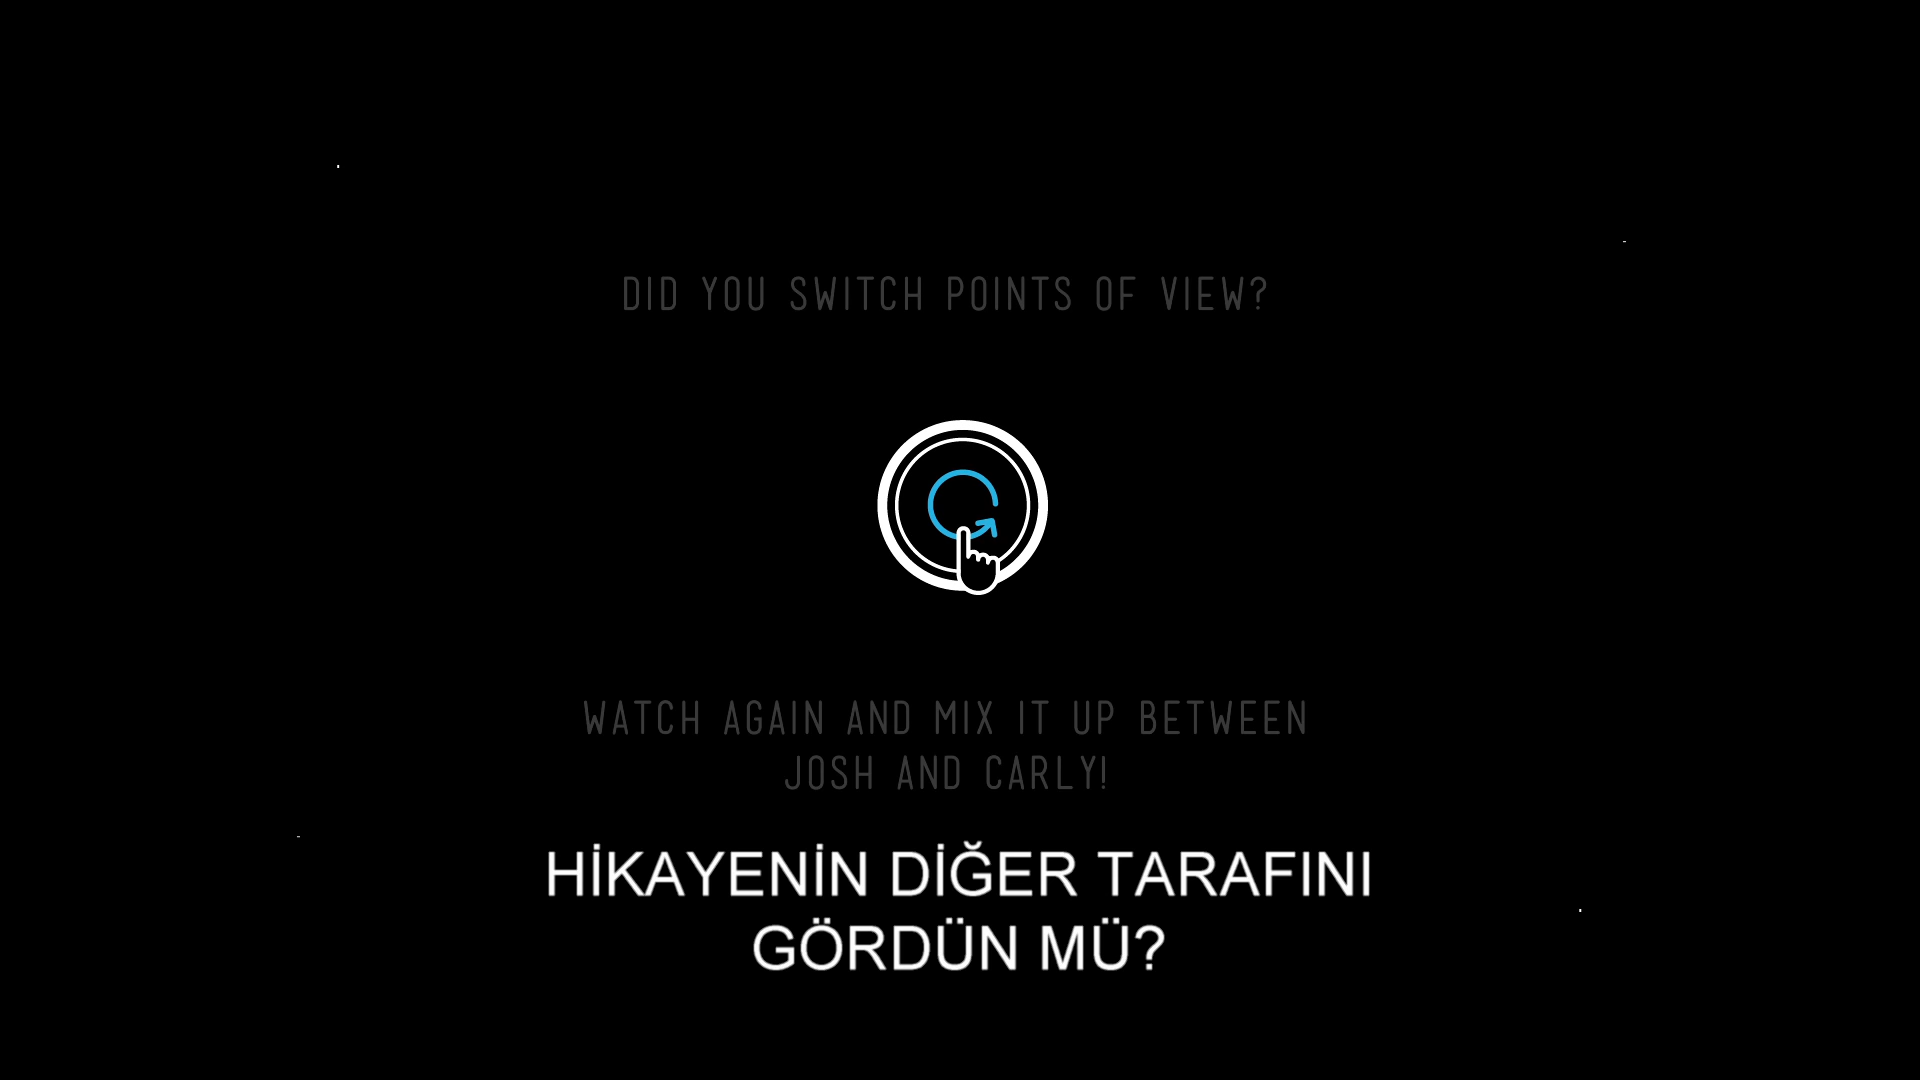 DID YOU SWITCH POINTS OF VIEW?
WATCH AGAIN AND MIX IT UP BETWEEN
JOSH AND CARLY!
HİKAYENİN DİĞER TARAFINI
GÖRDÜN MÜ?